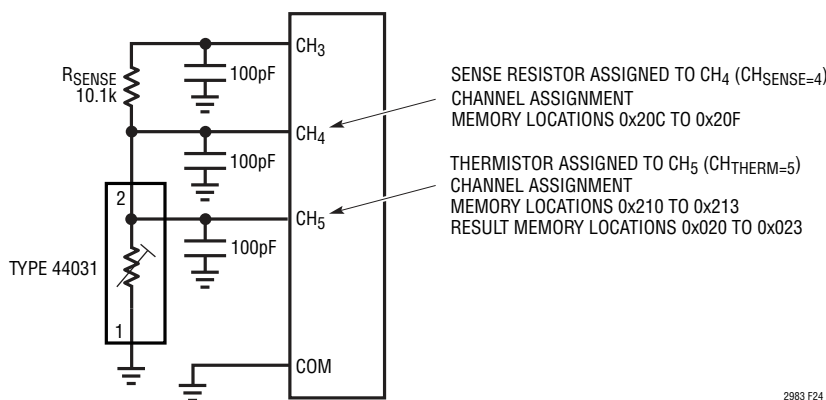 CH3
RSENSE
10.1k
100pF
CH4
100pF
2
CH5
100pF
TYPE 44031
1
COM
SENSE RESISTOR ASSIGNED TO CH4 (CHSENSE=4)
CHANNEL ASSIGNMENT
MEMORY LOCATIONS 0x20C TO 0x20F
THERMISTOR ASSIGNED TO CH5 (CHTHERM=5)
CHANNEL ASSIGNMENT
MEMORY LOCATIONS 0x210 TO 0x213
RESULT MEMORY LOCATIONS 0x020 TO 0x023
2983 F24